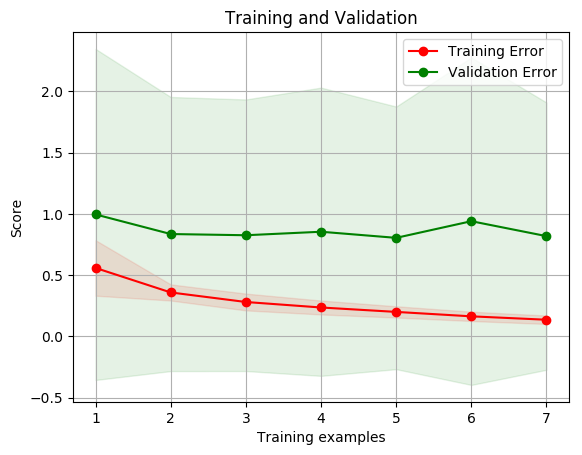 Training and Validation
Training Error
Validation Error
Score
2.0
1.5
1.0
0.5
0.0
−0.5
1 2 3 4 5 6 7
Training examples